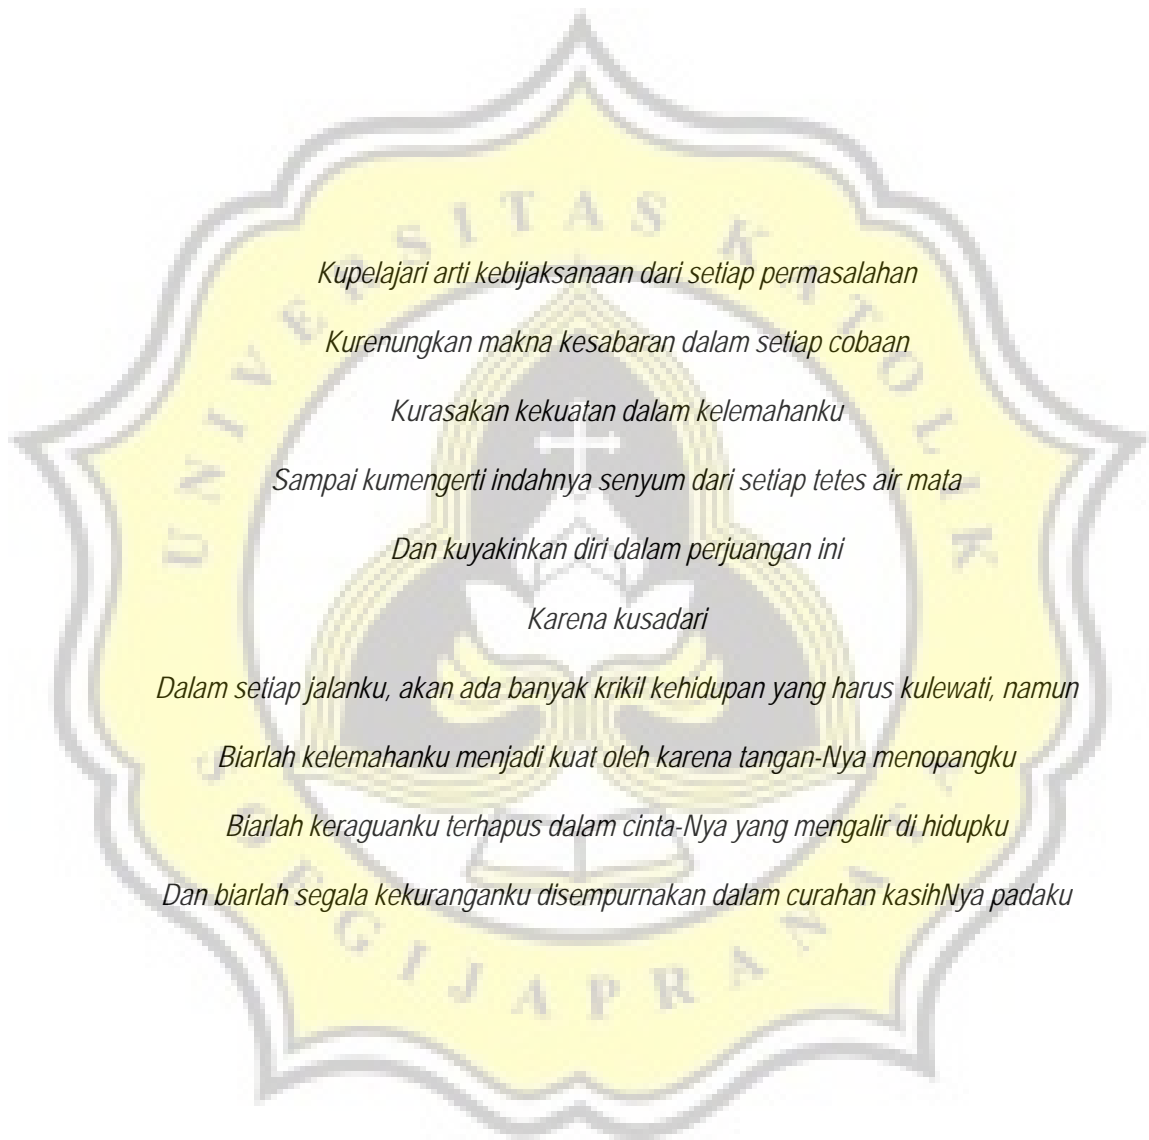 UNIVERSITAS KATOLIK
Kupelajari arti kebijaksanaan dari setiap permasalahan
Kurenungkan makna kesabaran dalam setiap cobaan
Kurasakan kekuatan dalam kelemahanku
Sampai kumengerti indahnya senyum dari setiap tetes air mata
Dan kuyakinkan diri dalam perjuangan ini
Karena kusadari
Dalam setiap jalanku, akan ada banyak krikil kehidupan yang harus kulewati, namun
Biarlah kelemahanku menjadi kuat oleh karena tangan-Nya menopangku
Biarlah keraguanku terhapus dalam cinta-Nya yang mengalir di hidupku
Dan biarlah segala kekuranganku disempurnakan dalam curahan kasihNya padaku
SOEGIJAPRANATA